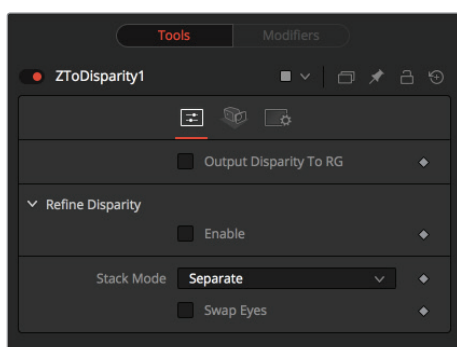 Tools Modifiers
ZToDisparity1
Output Disparity To RG
Refine Disparity
Enable
Stack Mode Separate
Swap Eyes